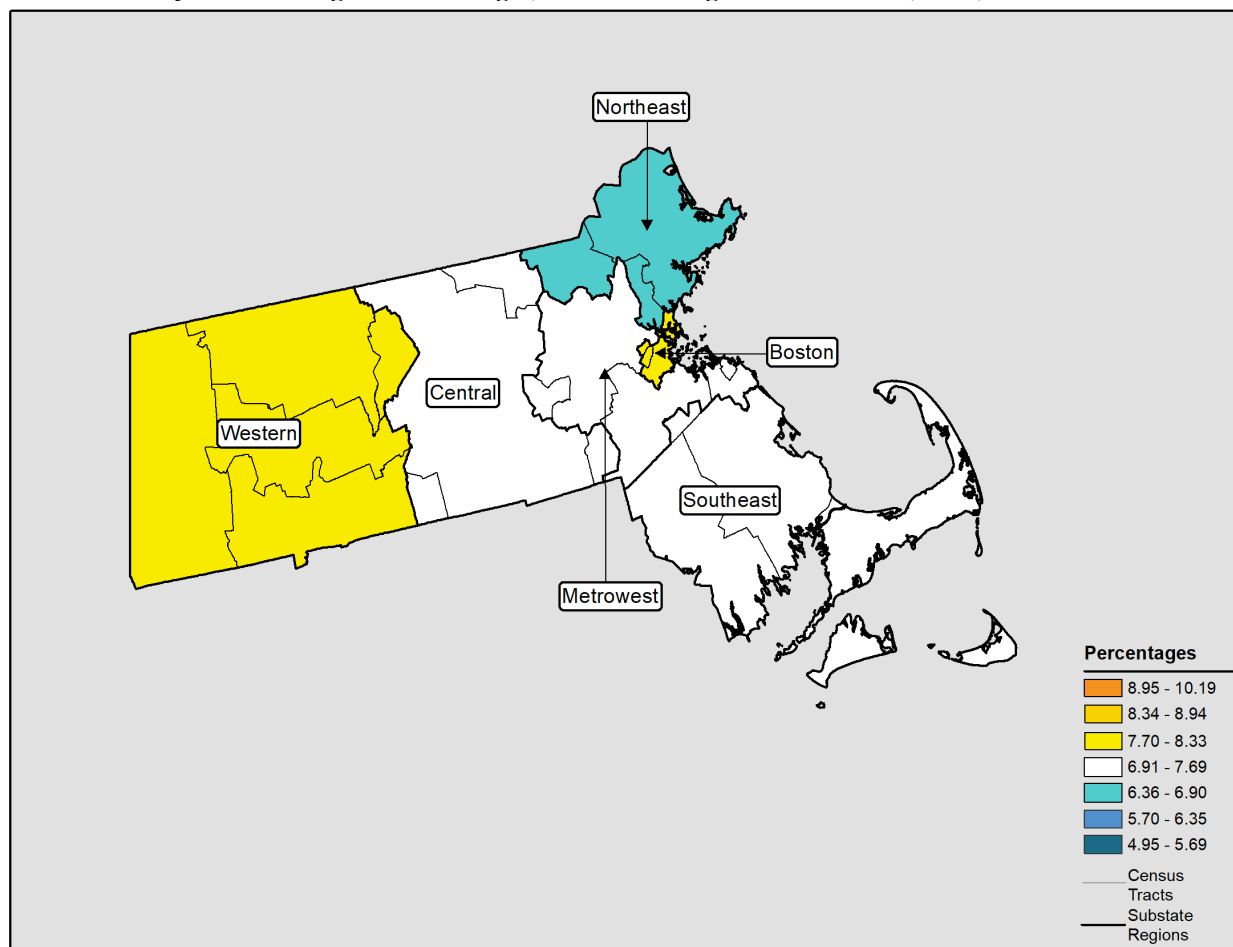 Northeast
Boston
Central
Western
Southeast
Metrowest
Percentages
8.95 - 10.19
8.34 - 8.94
7.70 - 8.33
6.91 - 7.69
6.36 - 6.90
5.70 - 6.35
4.95 - 5.69
Census
Tracts
Substate
Regions